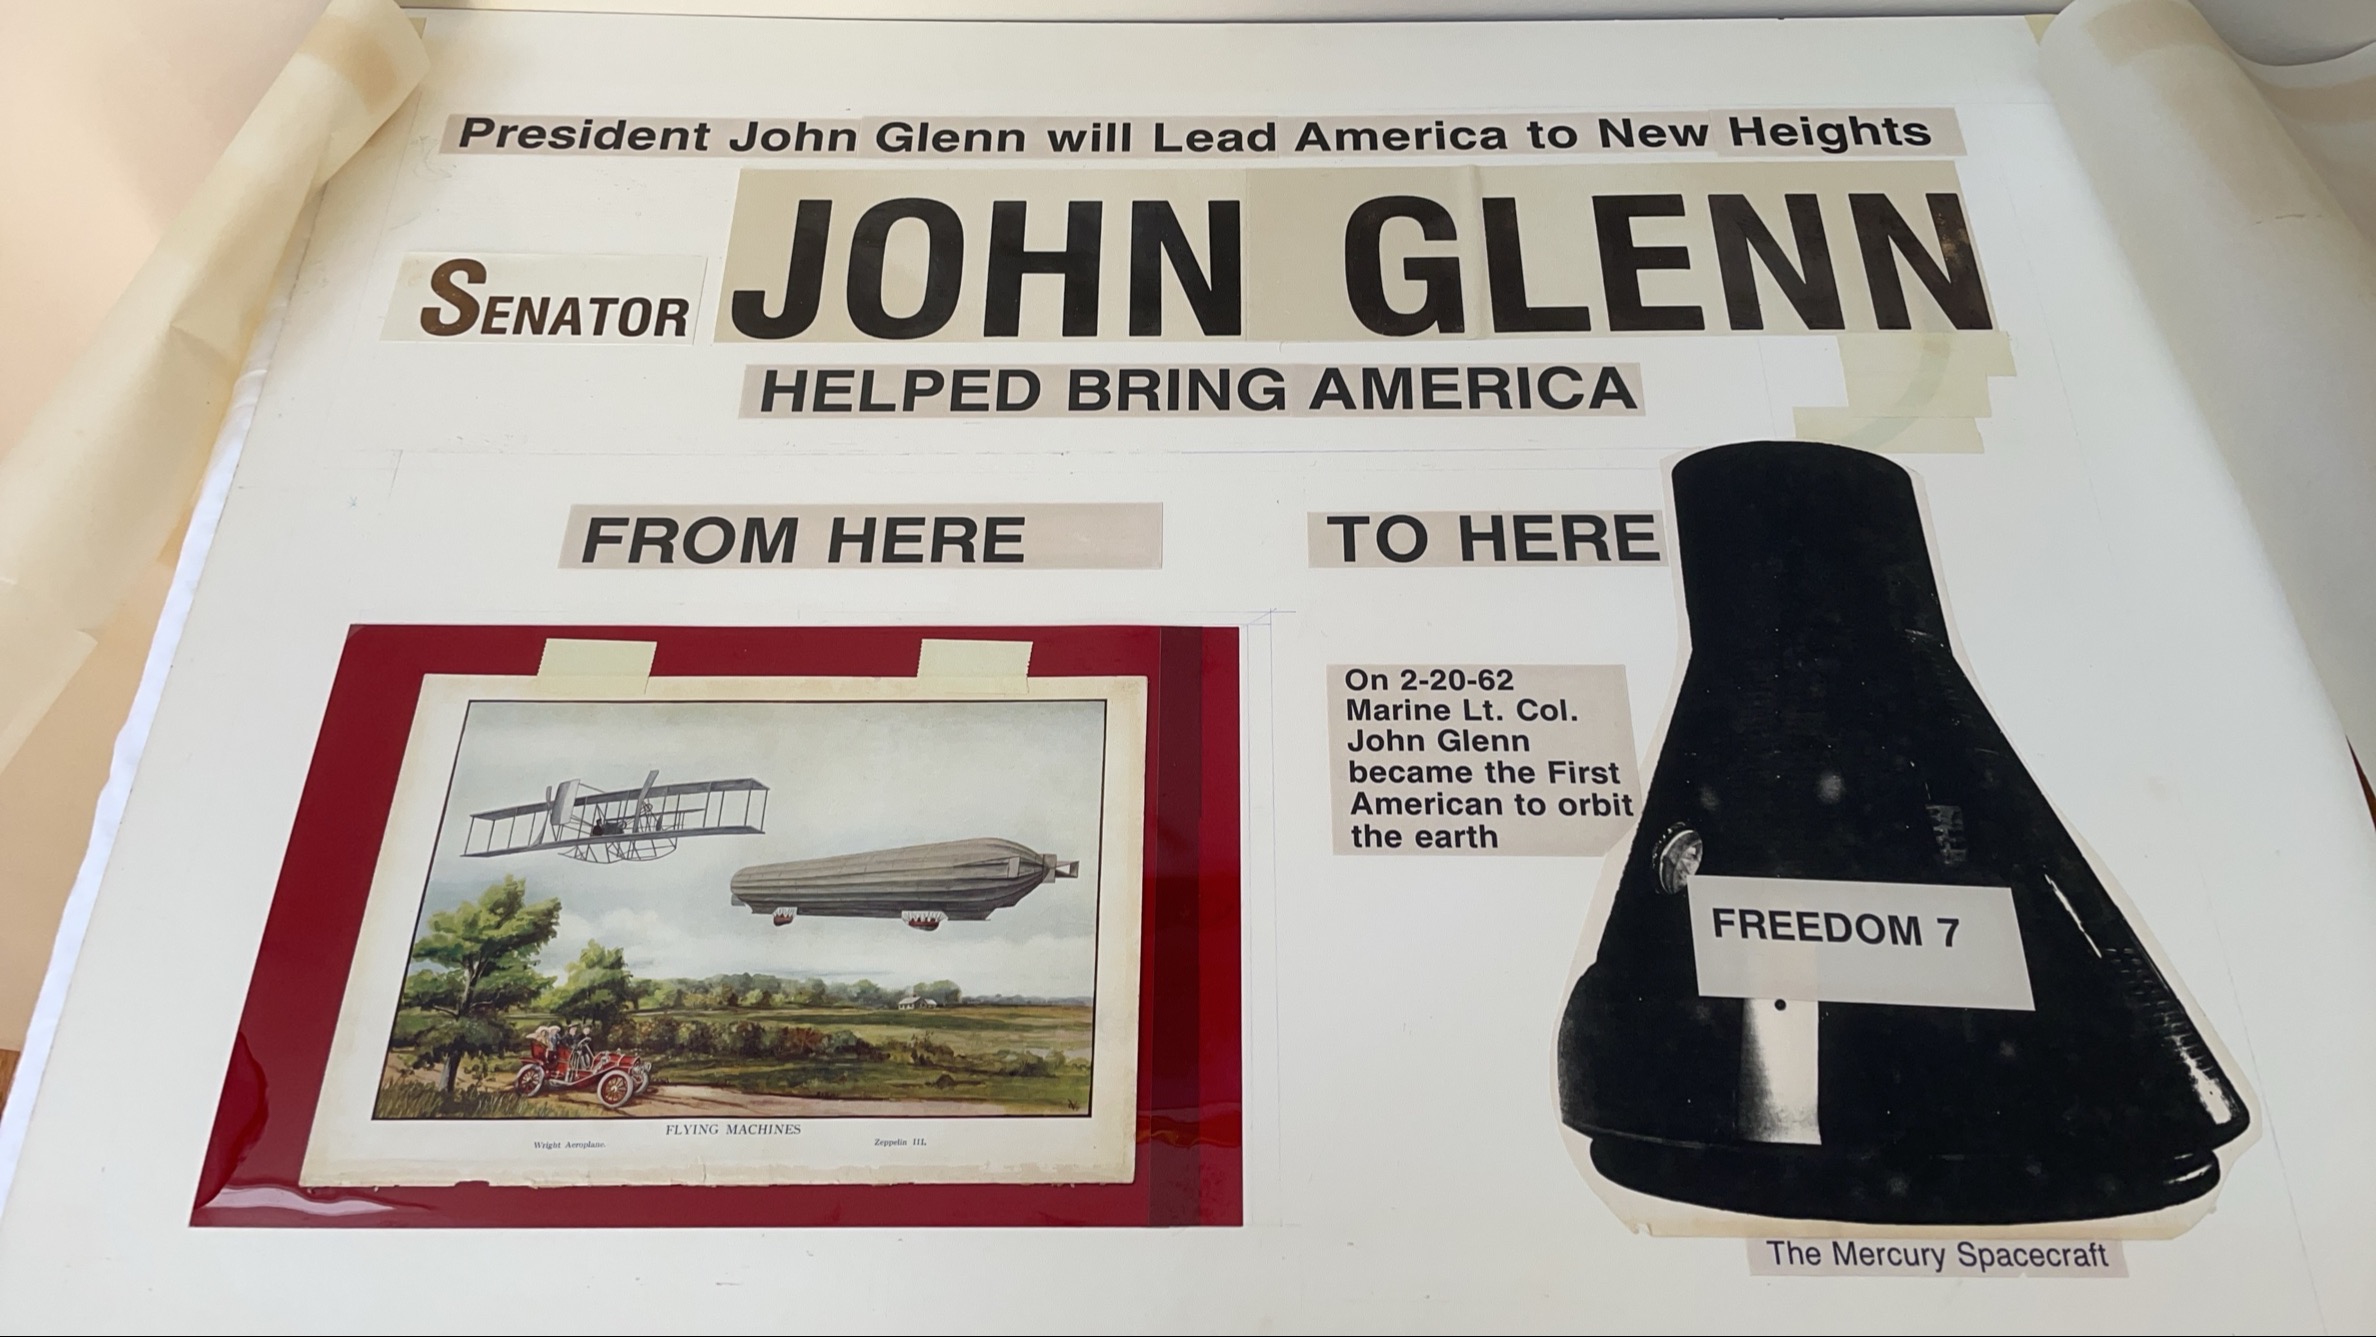 President John Glenn will Lead America to New Heights
SENATOR JOHN GLENN
HELPED BRING AMERICA
FROM HERE
TO HERE
On 2-20-62
Marine Lt. Col.
John Glenn
became the First
American to orbit
the earth
FREEDOM 7
FLYING MACHINES
Wright Aeroplane.
Zeppelin III.
The Mercury Spacecraft